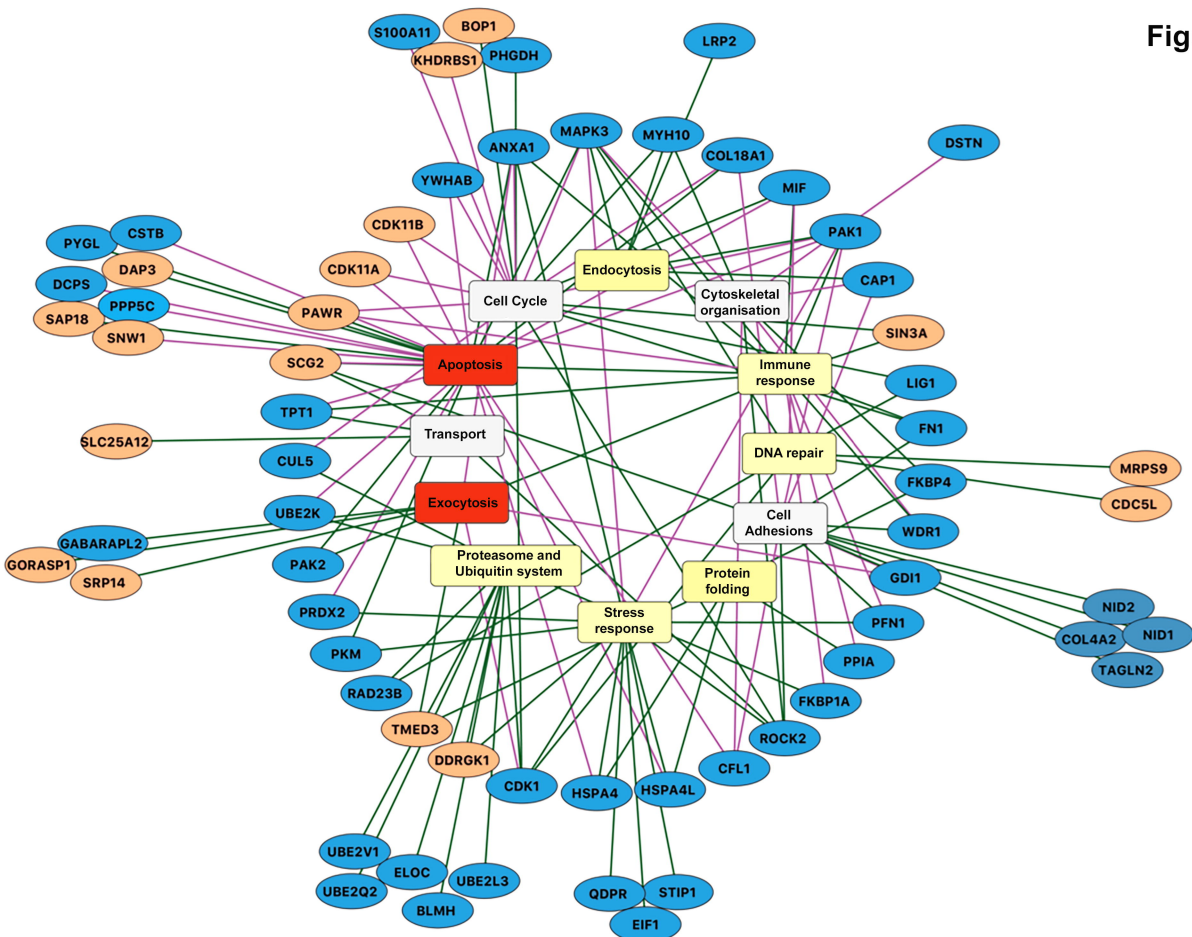 Fig
S100A11
BOP1
KHDRBS1
PHGDH
LRP2
ANXA1
MAPK3
MYH10
COL18A1
DSTN
YWHAB
MIF
CDK11B
PAK1
PYGL
CSTB
DAP3
CDK11A
Endocytosis
CAP1
DCPS
PPP5C
SAP18
SNW1
PAWR
Cell Cycle
Cytoskeletal
organisation
SIN3A
SCG2
Apoptosis
Immune
response
LIG1
TPT1
FN1
SLC25A12
Transport
DNA repair
CUL5
FKBP4
MRPS9
CDC5L
UBE2K
Exocytosis
Cell
Adhesions
WDR1
GABARAPL2
GORASP1
SRP14
PAK2
Proteasome and
Ubiquitin system
Protein
folding
GDI1
PRDX2
Stress
response
PFN1
NID2
NID1
COL4A2
TAGLN2
PKM
PPIA
RAD23B
FKBP1A
TMED3
ROCK2
DDRGK1
CDK1
HSPA4
HSPA4L
CFL1
UBE2V1
ELOC
UBE2L3
UBE2Q2
BLMH
QDPR
STIP1
EIF1